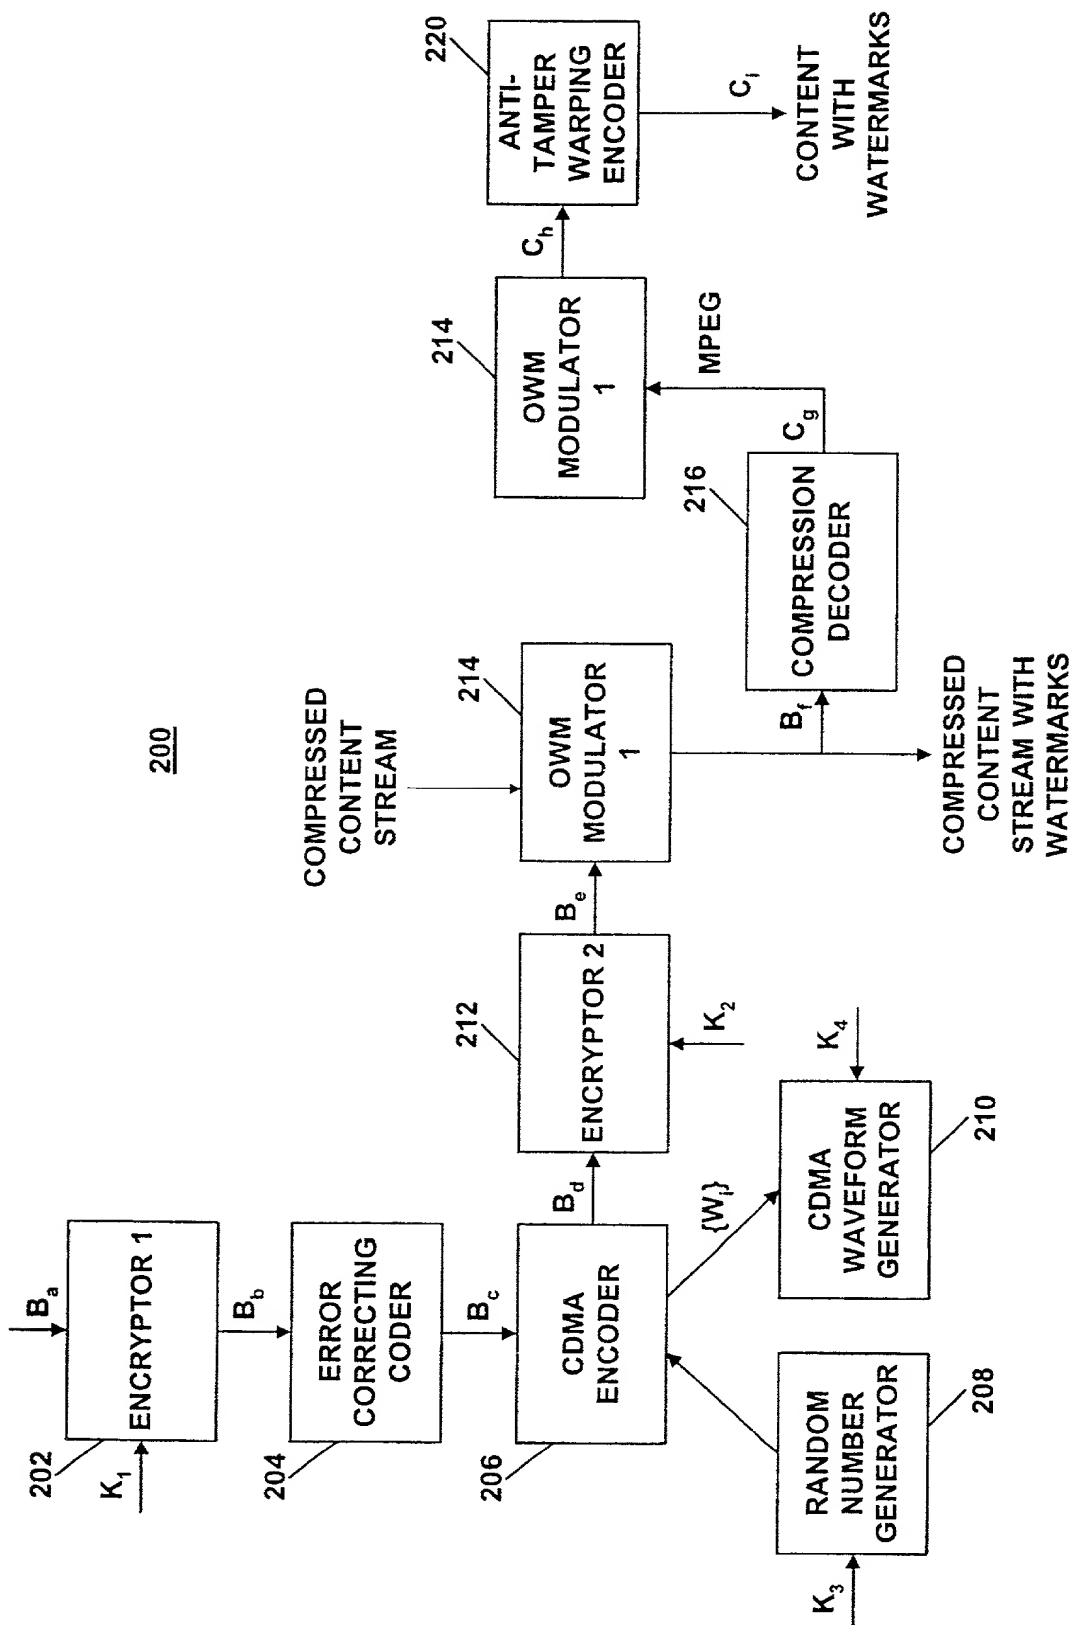 200
B_a
ENCRYPTOR 1
202
K_1
B_b
ERROR
CORRECTING
CODER
204
B_c
CDMA
ENCODER
206
RANDOM
NUMBER
GENERATOR
208
K_3
{W_i}
CDMA
WAVEFORM
GENERATOR
210
K_4
B_d
ENCRYPTOR 2
212
K_2
B_e
COMPRESSED
CONTENT
STREAM
OWM
MODULATOR
1
214
B_f
COMPRESSED
CONTENT
STREAM WITH
WATERMARKS
COMPRESSION
DECODER
216
C_g
MPEG
OWM
MODULATOR
1
214
C_h
ANTI-
TAMPER
WARPING
ENCODER
220
C_i
CONTENT
WITH
WATERMARKS